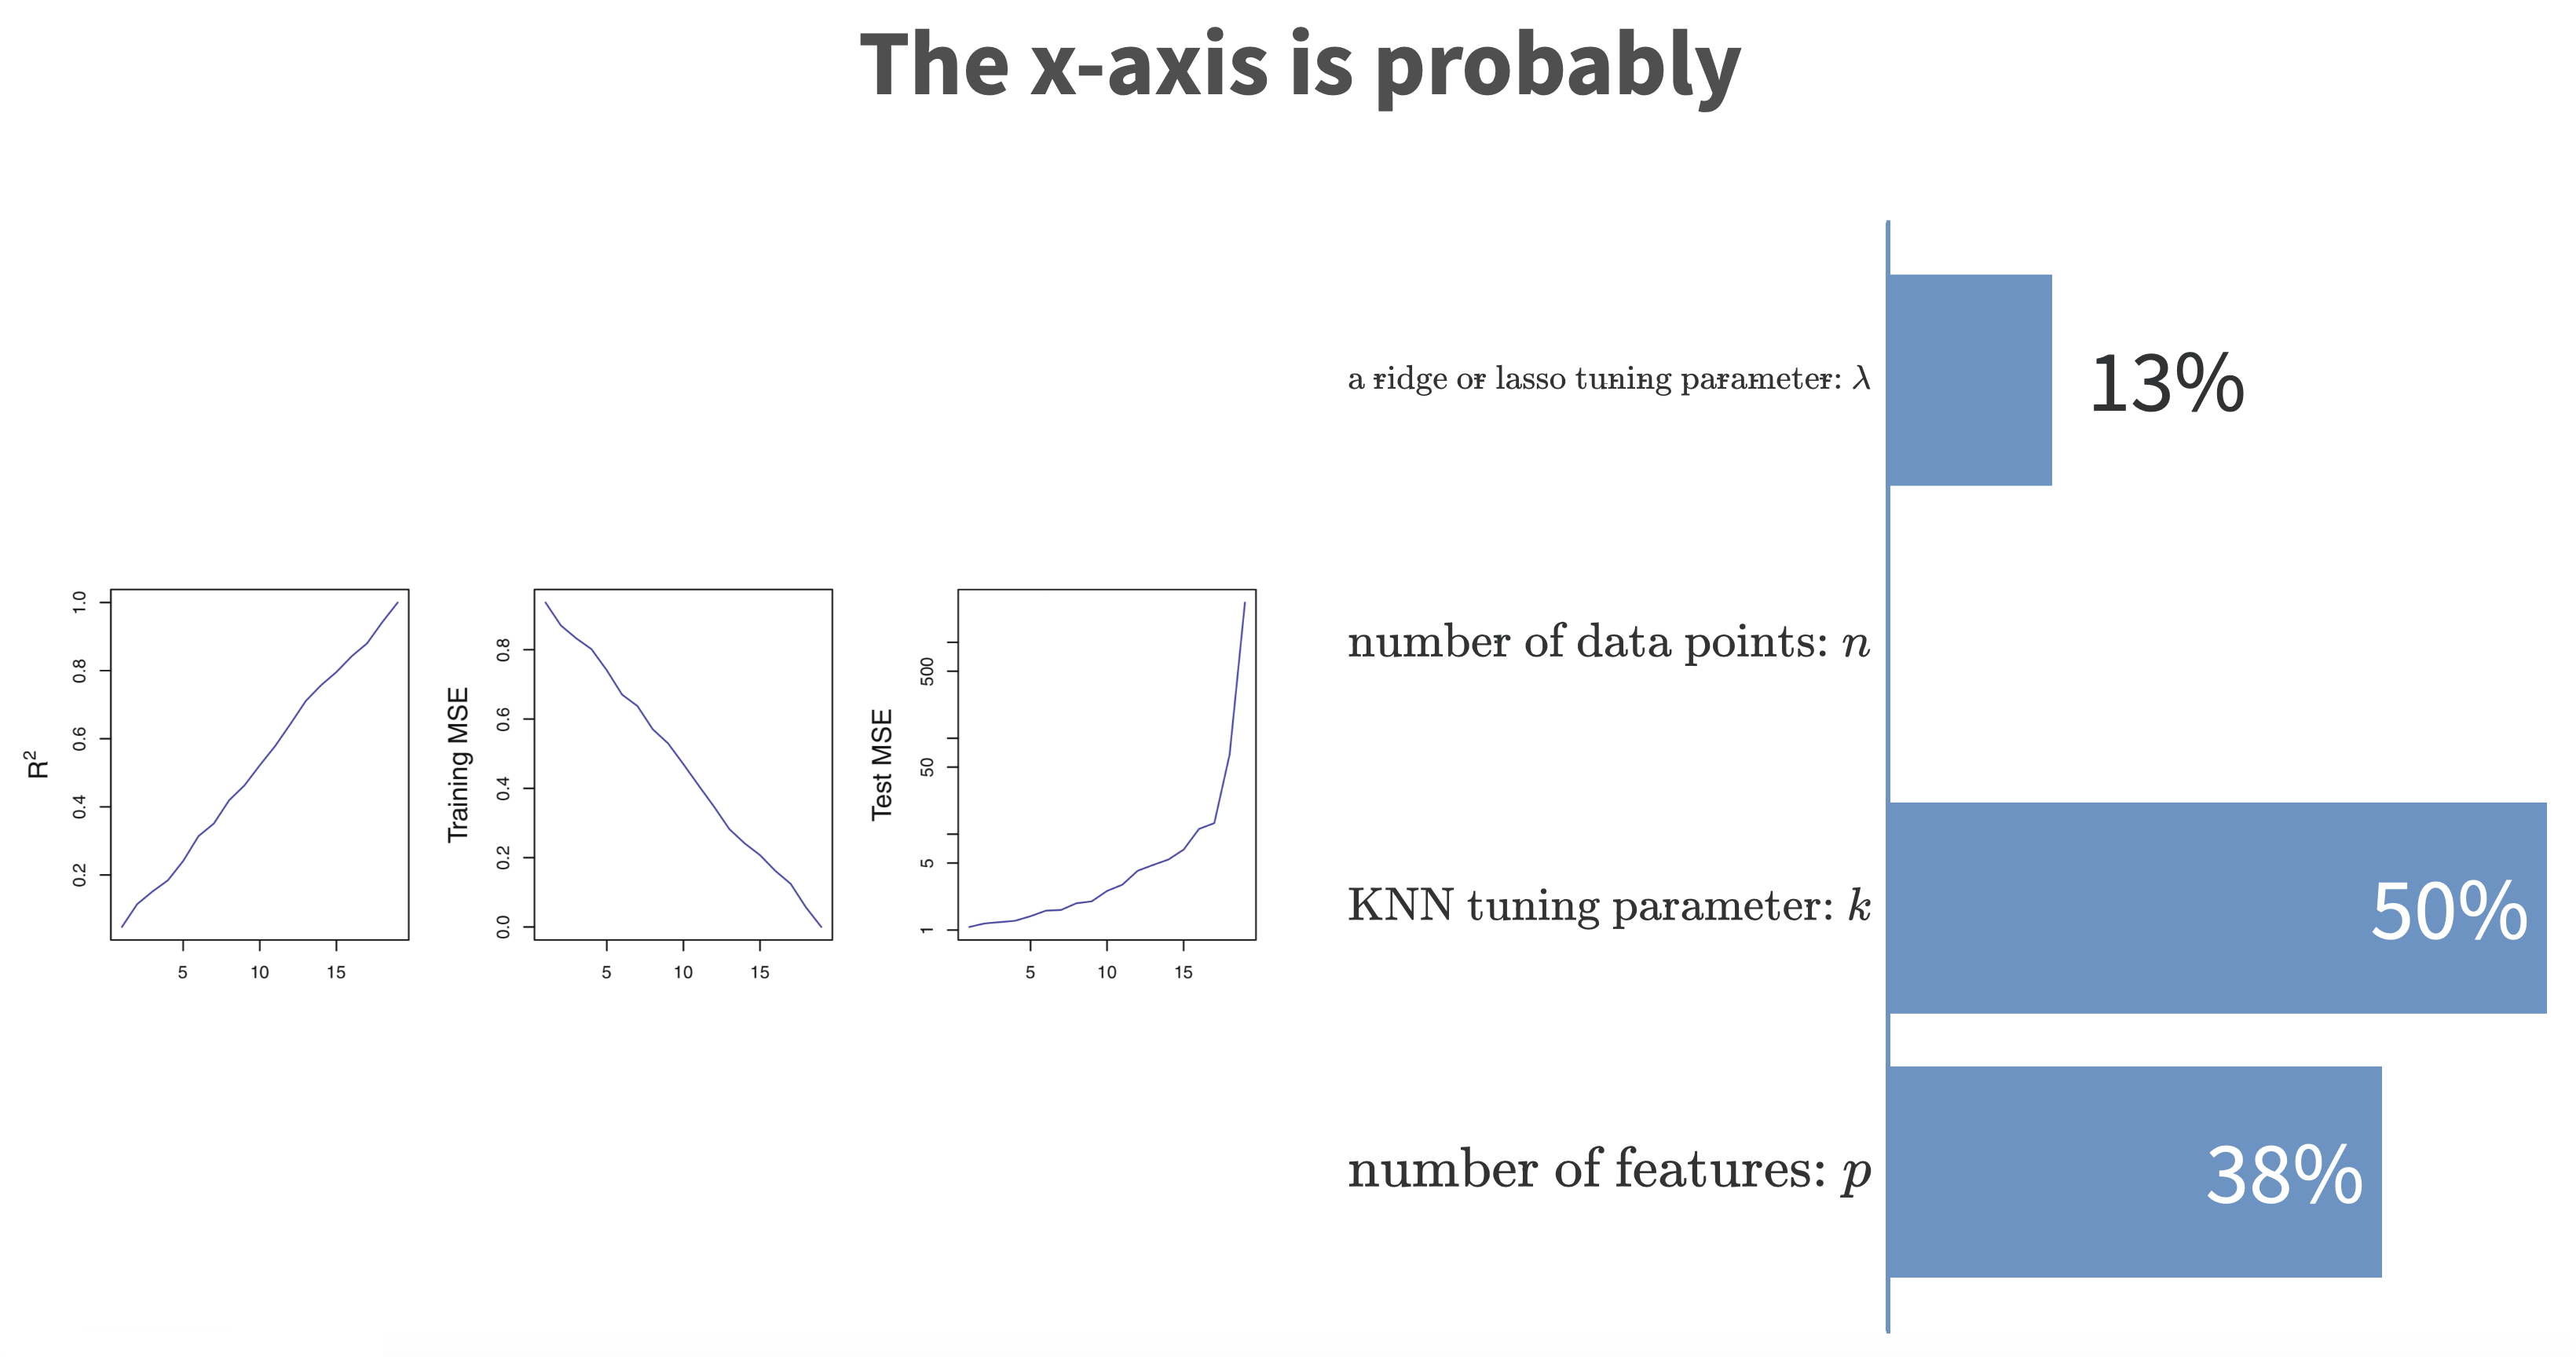 The x-axis is probably
R²
0.2 0.4 0.6 0.8 1.0
5 10 15
Training MSE
0.0 0.2 0.4 0.6 0.8
5 10 15
Test MSE
1 5 50 500
5 10 15
a ridge or lasso tuning parameter: λ
13%
number of data points: n
KNN tuning parameter: k
50%
number of features: p
38%